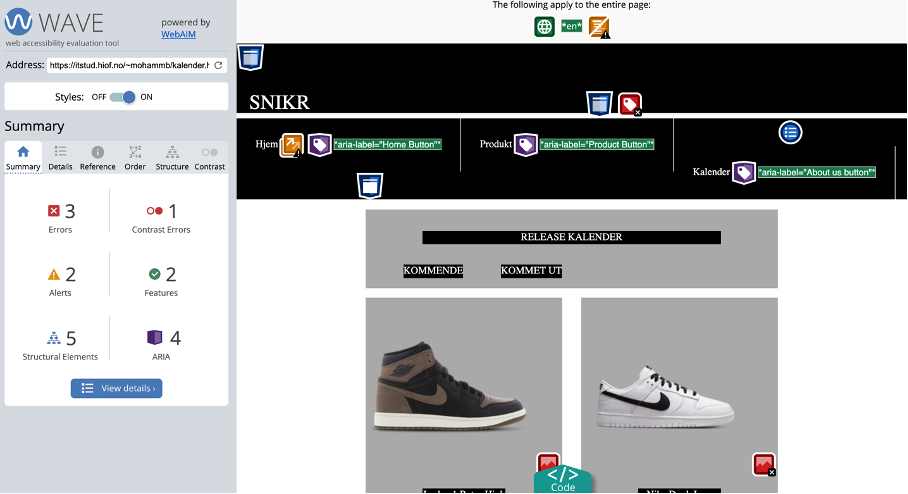 The following apply to the entire page:
*en*
WAVE
powered by
WebAIM
web accessibility evaluation tool
Address: https://itstud.hiof.no/~mohammb/kalender.h
Styles: OFF ON
Summary
Summary Details Reference Order Structure Contrast
3 Errors
1 Contrast Errors
2 Alerts
2 Features
5 Structural Elements
4 ARIA
View details ›
SNIKR
Hjem *aria-label="Home Button"*
Produkt *aria-label="Product Button"*
Kalender *aria-label="About us button"*
RELEASE KALENDER
KOMMENDE KOMMET UT
</> Code